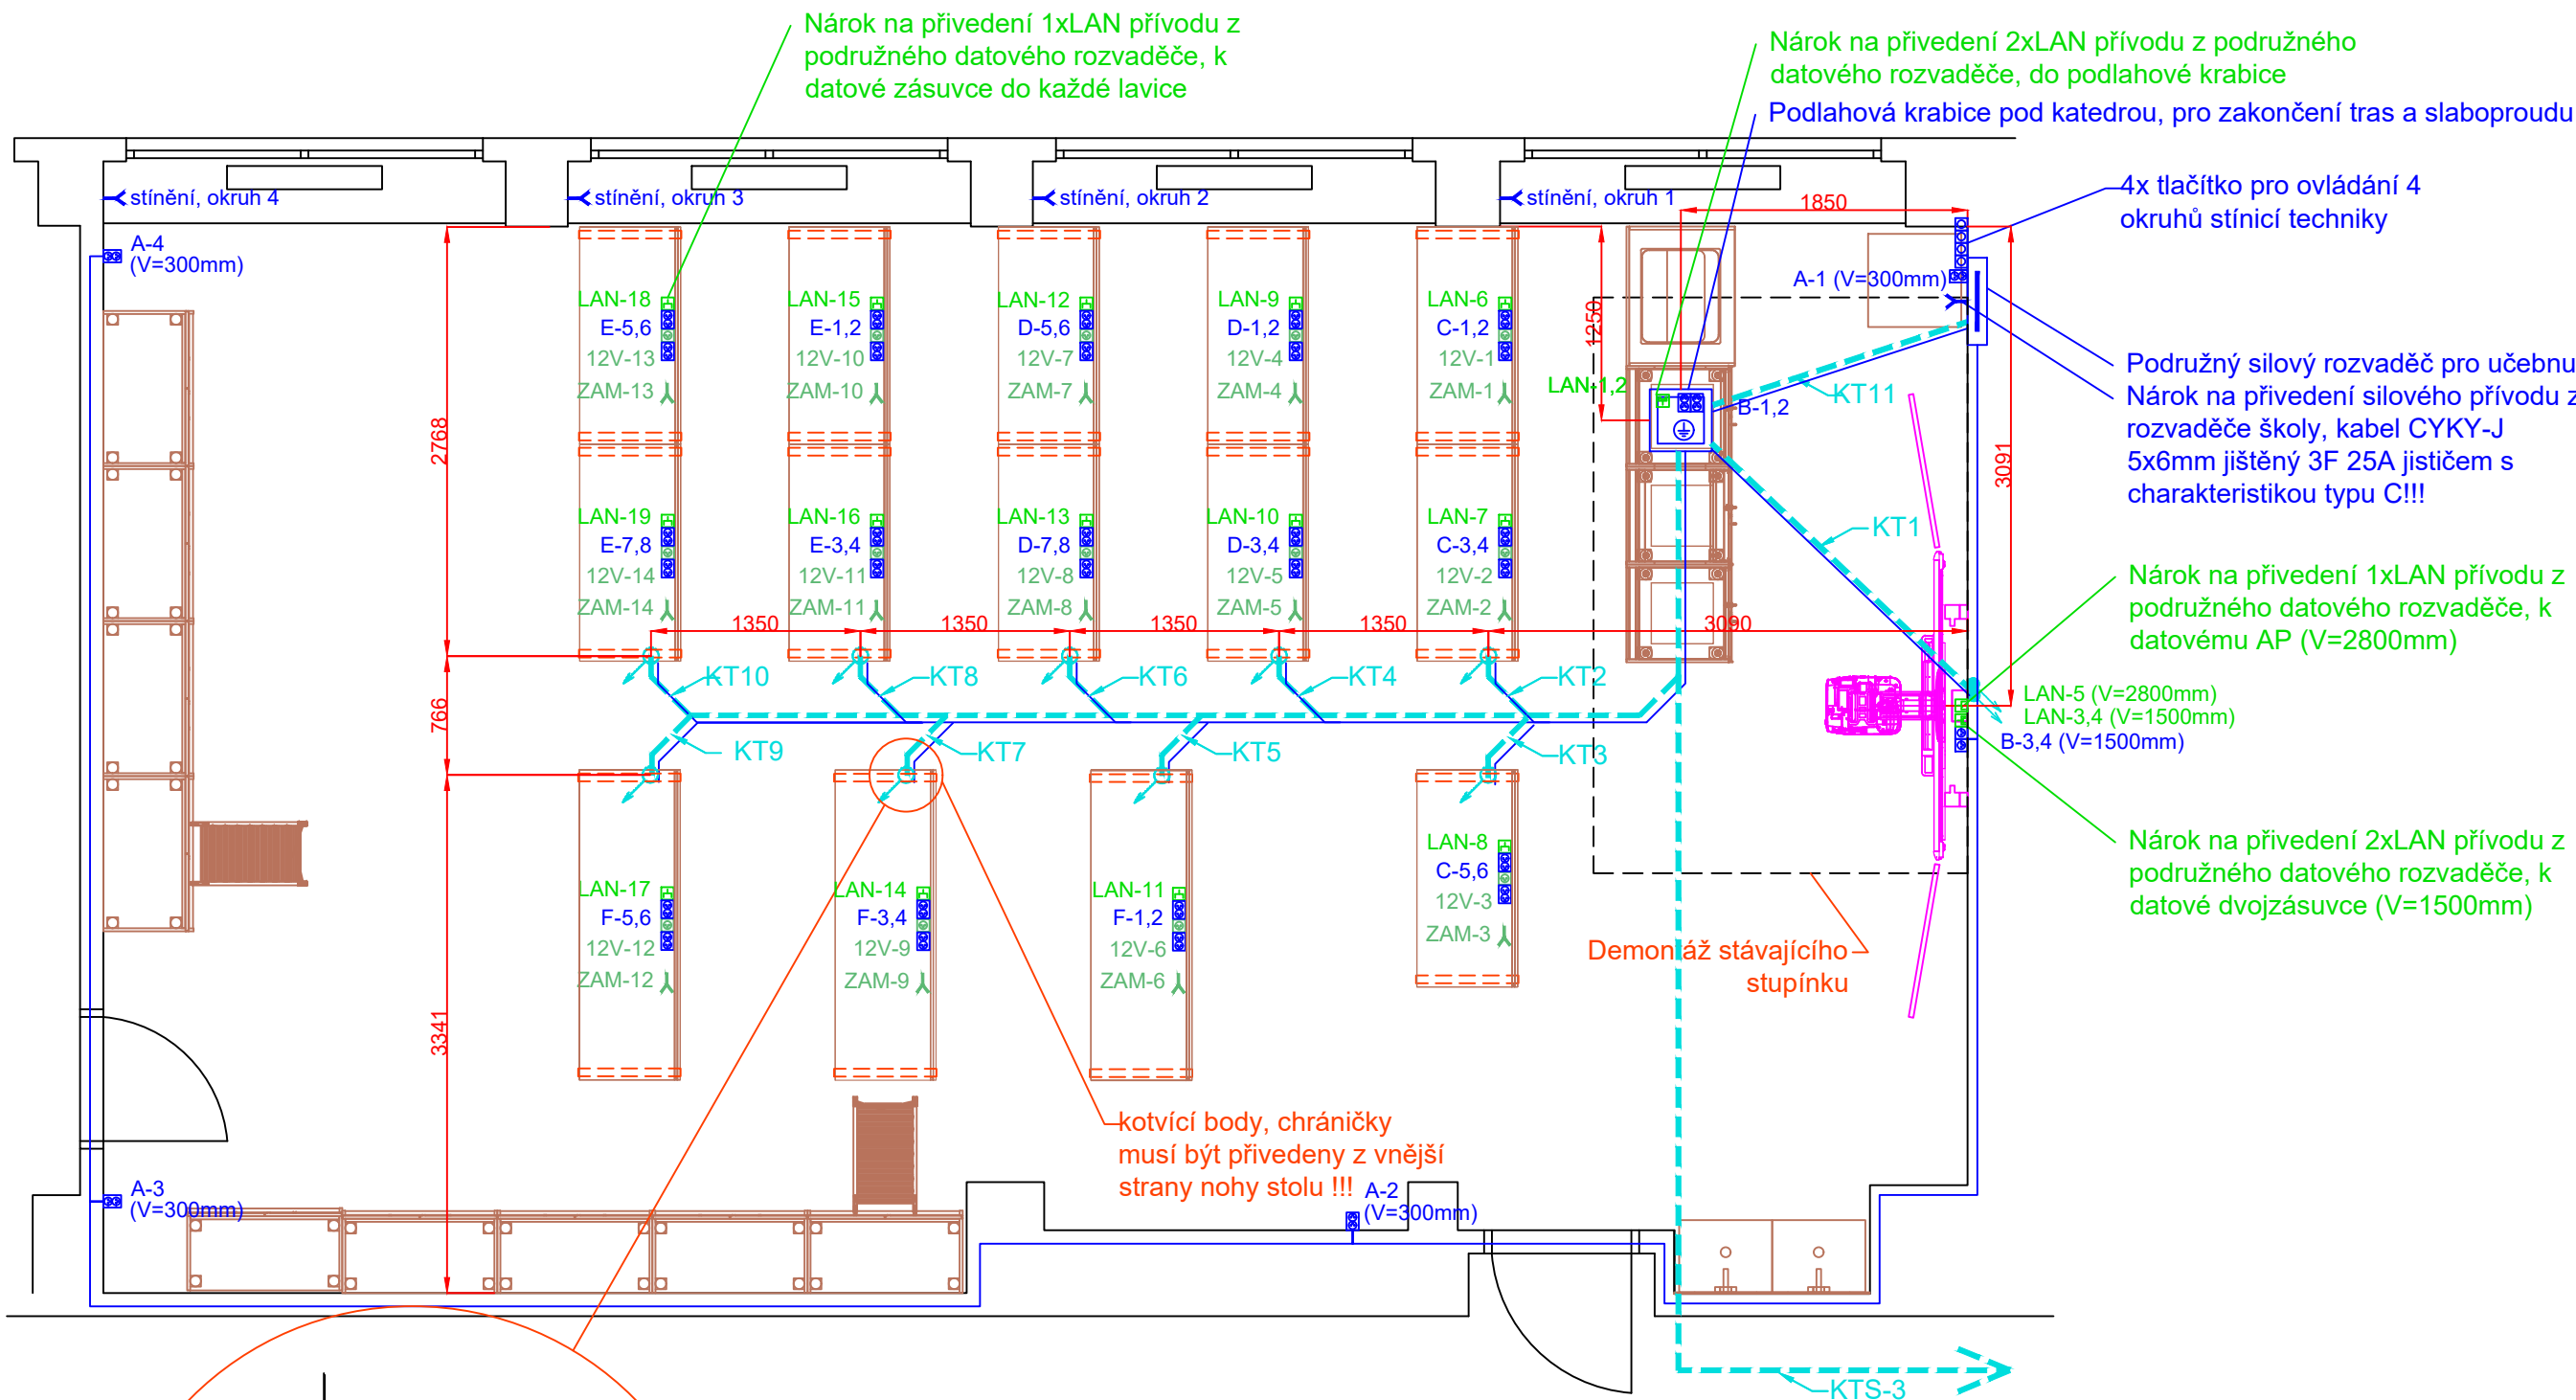 Nárok na přivedení 1xLAN přívodu z
podružného datového rozvaděče, k
datové zásuvce do každé lavice
Nárok na přivedení 2xLAN přívodu z podružného
datového rozvaděče, do podlahové krabice
Podlahová krabice pod katedrou, pro zakončení tras a slaboproudu
4x tlačítko pro ovládání 4
okruhů stínicí techniky
stínění, okruh 4
stínění, okruh 3
stínění, okruh 2
stínění, okruh 1
1850
A-4
(V=300mm)
A-1 (V=300mm)
LAN-18
E-5,6
12V-13
ZAM-13
LAN-15
E-1,2
12V-10
ZAM-10
LAN-12
D-5,6
12V-7
ZAM-7
LAN-9
D-1,2
12V-4
ZAM-4
LAN-6
C-1,2
12V-1
ZAM-1
1250
LAN-1,2
B-1,2
KT11
Podružný silový rozvaděč pro učebnu
Nárok na přivedení silového přívodu z
rozvaděče školy, kabel CYKY-J
5x6mm jištěný 3F 25A jističem s
charakteristikou typu C!!!
2768
3091
LAN-19
E-7,8
12V-14
ZAM-14
LAN-16
E-3,4
12V-11
ZAM-11
LAN-13
D-7,8
12V-8
ZAM-8
LAN-10
D-3,4
12V-5
ZAM-5
LAN-7
C-3,4
12V-2
ZAM-2
KT1
Nárok na přivedení 1xLAN přívodu z
podružného datového rozvaděče, k
datovému AP (V=2800mm)
1350
1350
1350
1350
3090
KT10
KT8
KT6
KT4
KT2
766
LAN-5 (V=2800mm)
LAN-3,4 (V=1500mm)
B-3,4 (V=1500mm)
KT9
KT7
KT5
KT3
Nárok na přivedení 2xLAN přívodu z
podružného datového rozvaděče, k
datové dvojzásuvce (V=1500mm)
LAN-17
F-5,6
12V-12
ZAM-12
LAN-14
F-3,4
12V-9
ZAM-9
LAN-11
F-1,2
12V-6
ZAM-6
LAN-8
C-5,6
12V-3
ZAM-3
Demontáž stávajícího
stupínku
3341
kotvící body, chráničky
musí být přivedeny z vnější
strany nohy stolu !!!
A-3
(V=300mm)
A-2
(V=300mm)
KTS-3